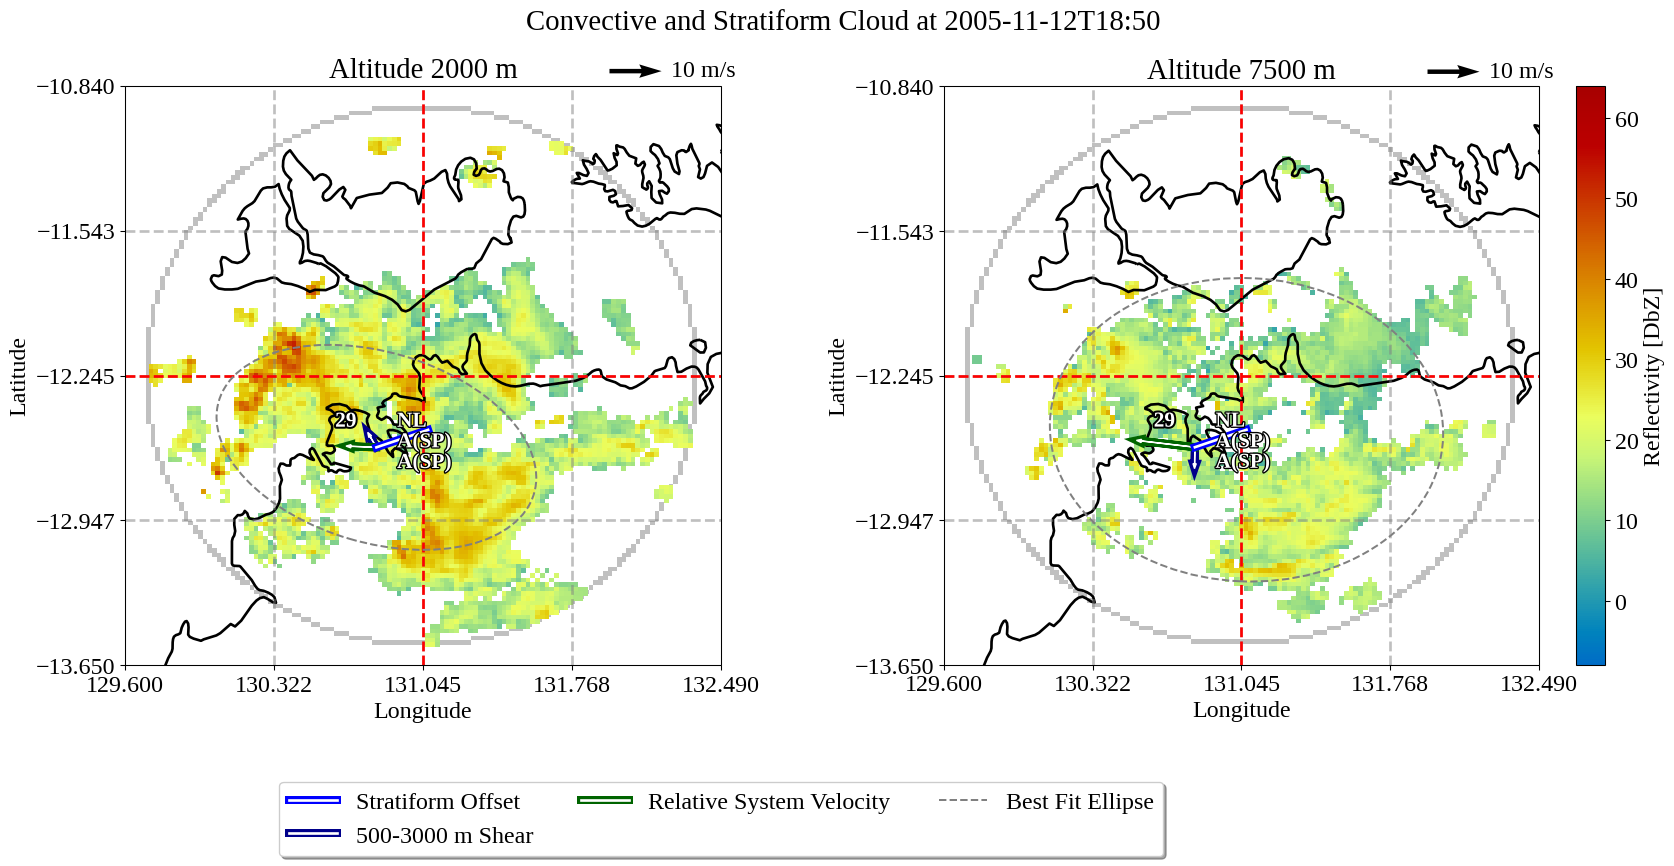 Convective and Stratiform Cloud at 2005-11-12T18:50
Altitude 2000 m
10 m/s
−10.840
−11.543
−12.245
−12.947
−13.650
Latitude
29
NL
A(SP)
A(SP)
129.600 130.322 131.045 131.768 132.490
Longitude
Altitude 7500 m
10 m/s
−10.840
−11.543
−12.245
−12.947
−13.650
Latitude
29
NL
A(SP)
A(SP)
129.600 130.322 131.045 131.768 132.490
Longitude
60
50
40
30
20
10
0
Reflectivity [DbZ]
Stratiform Offset
500-3000 m Shear
Relative System Velocity
Best Fit Ellipse